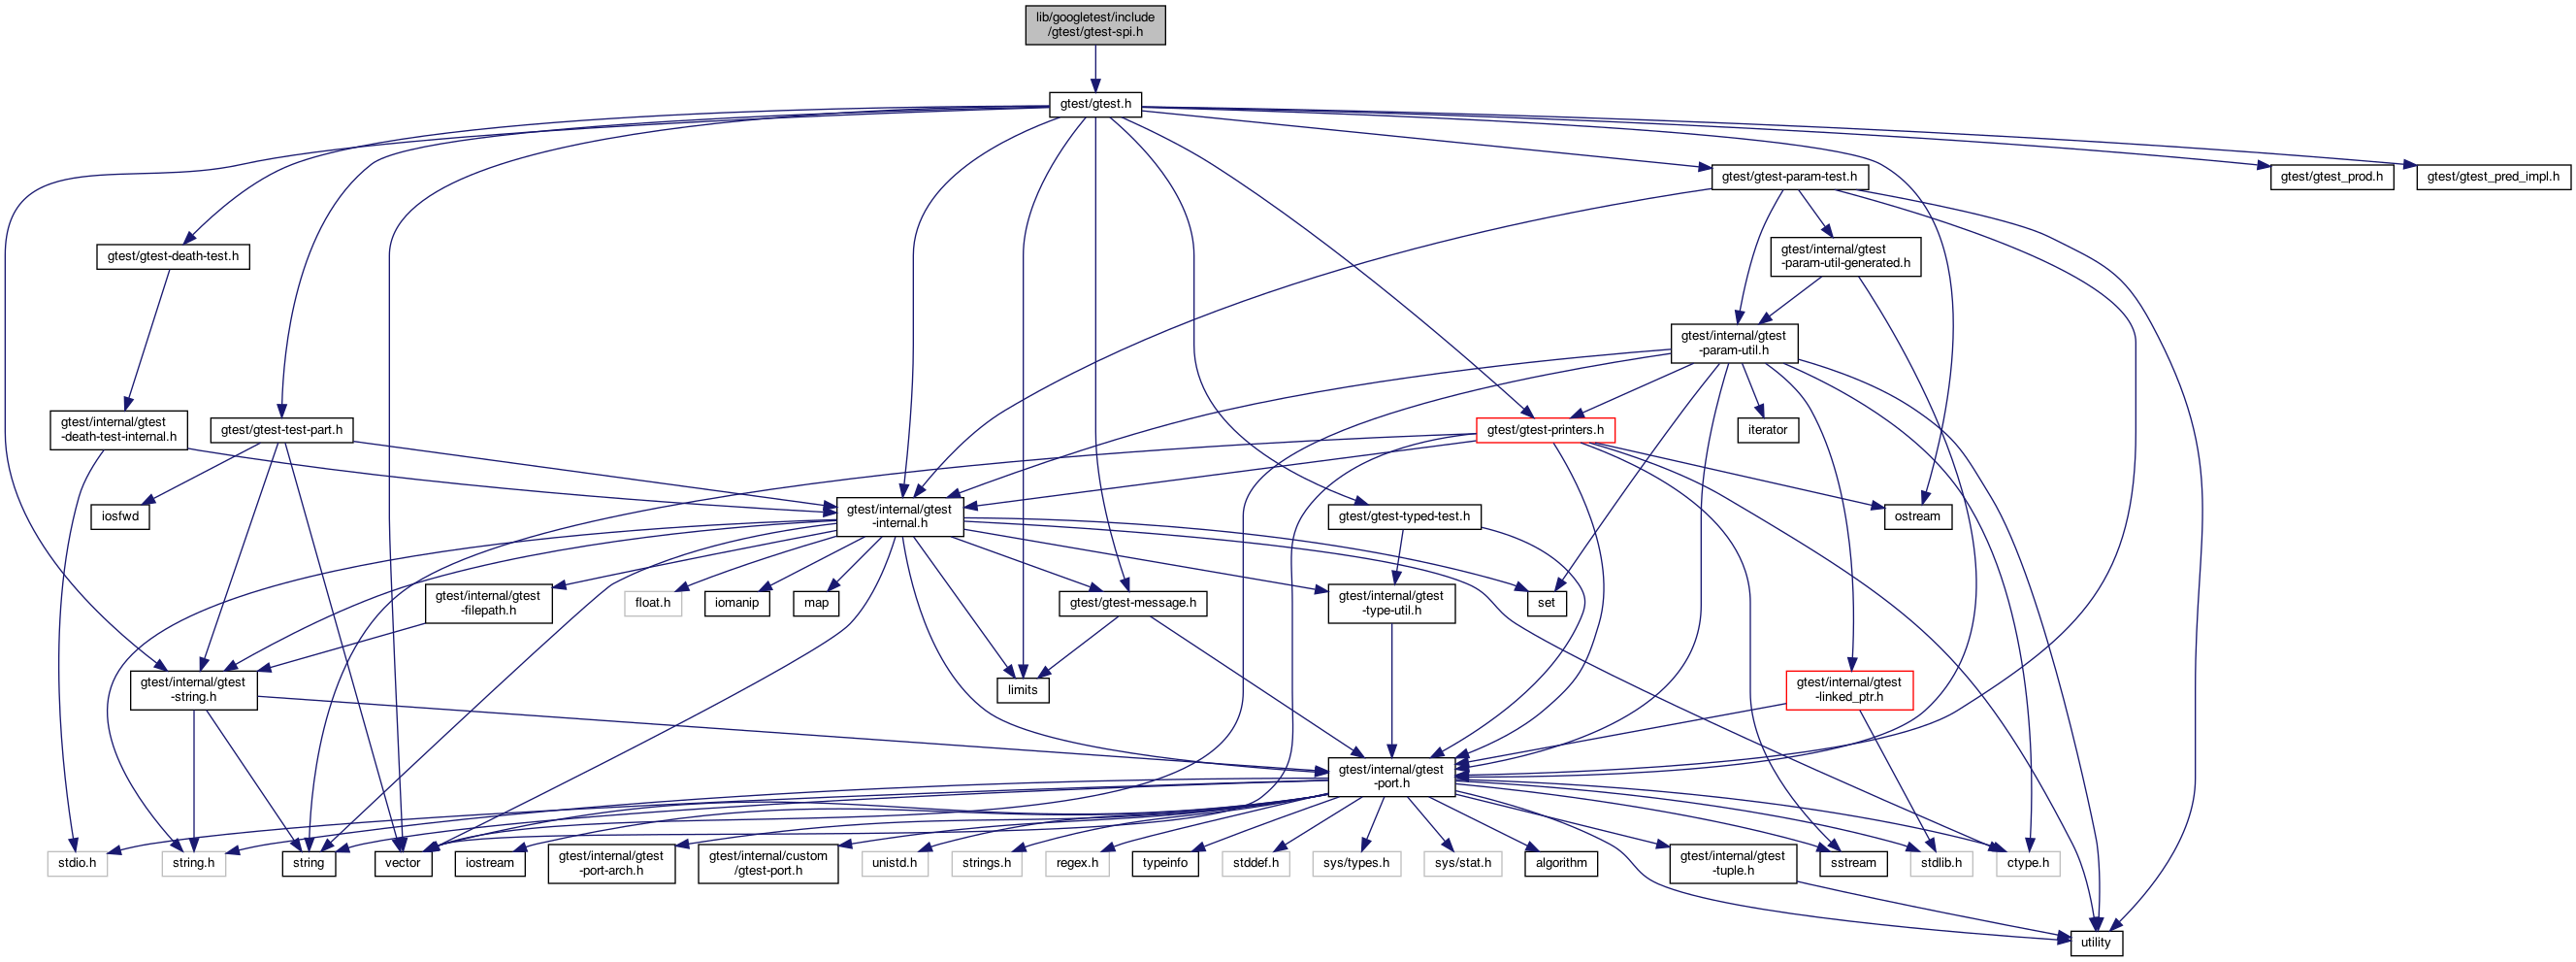 lib/googletest/include
/gtest/gtest-spi.h
gtest/gtest.h
gtest/gtest-param-test.h
gtest/gtest_prod.h
gtest/gtest_pred_impl.h
gtest/gtest-death-test.h
gtest/internal/gtest
-param-util-generated.h
gtest/internal/gtest
-param-util.h
gtest/internal/gtest
-death-test-internal.h
gtest/gtest-test-part.h
gtest/gtest-printers.h
iterator
iosfwd
gtest/internal/gtest
-internal.h
gtest/gtest-typed-test.h
ostream
gtest/internal/gtest
-filepath.h
float.h
iomanip
map
gtest/gtest-message.h
gtest/internal/gtest
-type-util.h
set
gtest/internal/gtest
-string.h
limits
gtest/internal/gtest
-linked_ptr.h
gtest/internal/gtest
-port.h
stdio.h
string.h
string
vector
iostream
gtest/internal/gtest
-port-arch.h
gtest/internal/custom
/gtest-port.h
unistd.h
strings.h
regex.h
typeinfo
stddef.h
sys/types.h
sys/stat.h
algorithm
gtest/internal/gtest
-tuple.h
sstream
stdlib.h
ctype.h
utility